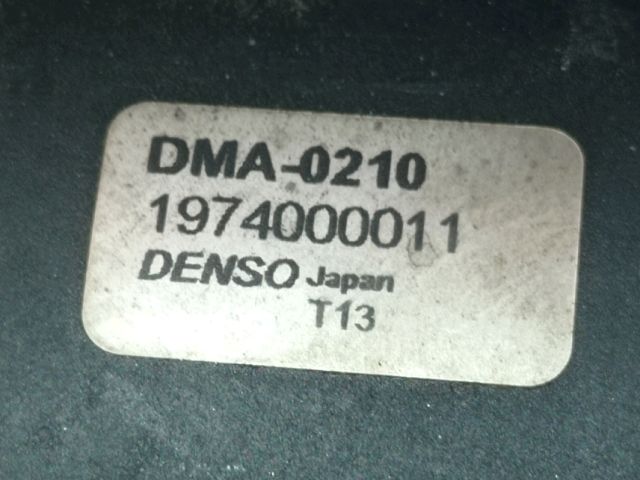 DMA-0210
1974000011
DENSO Japan
T13